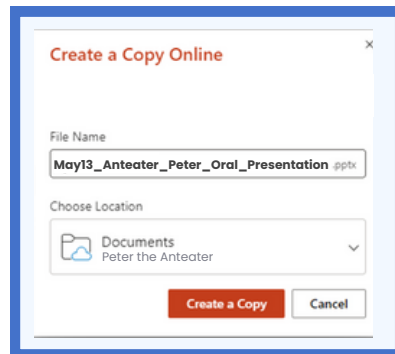 Create a Copy Online
×
File Name
May13_Anteater_Peter_Oral_Presentation .pptx
Choose Location
Documents
Peter the Anteater
Create a Copy
Cancel